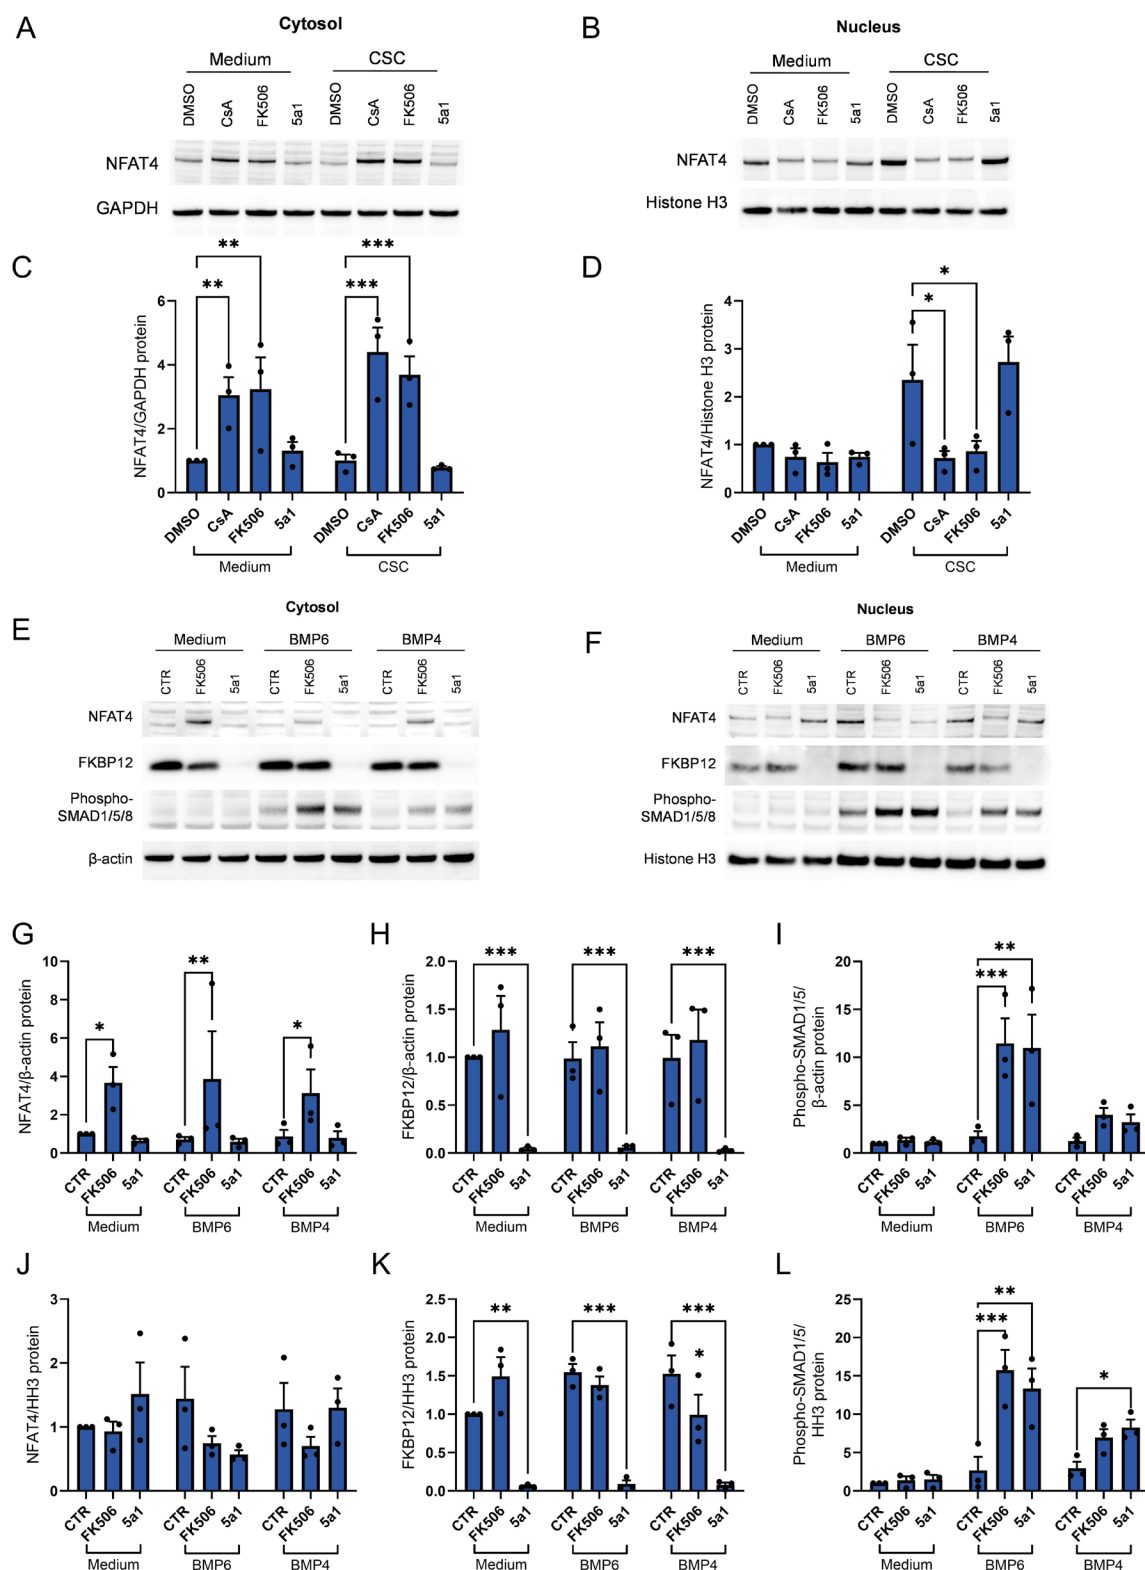 A
Cytosol
Medium CSC
DMSO CsA FK506 5a1 DMSO CsA FK506 5a1
NFAT4
GAPDH
B
Nucleus
Medium CSC
DMSO CsA FK506 5a1 DMSO CsA FK506 5a1
NFAT4
Histone H3
C
** ***
** ***
NFAT4/GAPDH protein
6
4
2
0
DMSO CsA FK506 5a1 DMSO CsA FK506 5a1
Medium CSC
D
*
*
NFAT4/Histone H3 protein
4
3
2
1
0
DMSO CsA FK506 5a1 DMSO CsA FK506 5a1
Medium CSC
E
Cytosol
Medium BMP6 BMP4
CTR FK506 5a1 CTR FK506 5a1 CTR FK506 5a1
NFAT4
FKBP12
Phospho-
SMAD1/5/8
β-actin
F
Nucleus
Medium BMP6 BMP4
CTR FK506 5a1 CTR FK506 5a1 CTR FK506 5a1
NFAT4
FKBP12
Phospho-
SMAD1/5/8
Histone H3
G
* ** *
NFAT4/β-actin protein
10
8
6
4
2
0
CTR FK506 5a1 CTR FK506 5a1 CTR FK506 5a1
Medium BMP6 BMP4
H
*** *** ***
FKBP12/β-actin protein
2.0
1.5
1.0
0.5
0.0
CTR FK506 5a1 CTR FK506 5a1 CTR FK506 5a1
Medium BMP6 BMP4
I
**
***
Phospho-SMAD1/5/
β-actin protein
20
15
10
5
0
CTR FK506 5a1 CTR FK506 5a1 CTR FK506 5a1
Medium BMP6 BMP4
J
NFAT4/HH3 protein
3
2
1
0
CTR FK506 5a1 CTR FK506 5a1 CTR FK506 5a1
Medium BMP6 BMP4
K
** *** ***
*
FKBP12/HH3 protein
2.5
2.0
1.5
1.0
0.5
0.0
CTR FK506 5a1 CTR FK506 5a1 CTR FK506 5a1
Medium BMP6 BMP4
L
**
***
*
Phospho-SMAD1/5/
HH3 protein
25
20
15
10
5
0
CTR FK506 5a1 CTR FK506 5a1 CTR FK506 5a1
Medium BMP6 BMP4